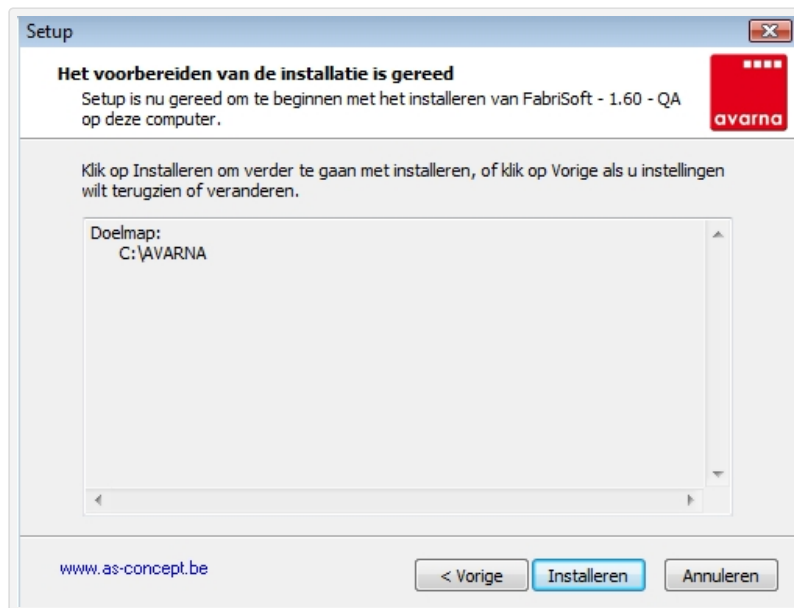 Setup
Het voorbereiden van de installatie is gereed
Setup is nu gereed om te beginnen met het installeren van FabriSoft - 1.60 - QA
op deze computer.
avarna
Klik op Installeren om verder te gaan met installeren, of klik op Vorige als u instellingen
wilt terugzien of veranderen.
Doelmap:
C:\AVARNA
www.as-concept.be
< Vorige
Installeren
Annuleren